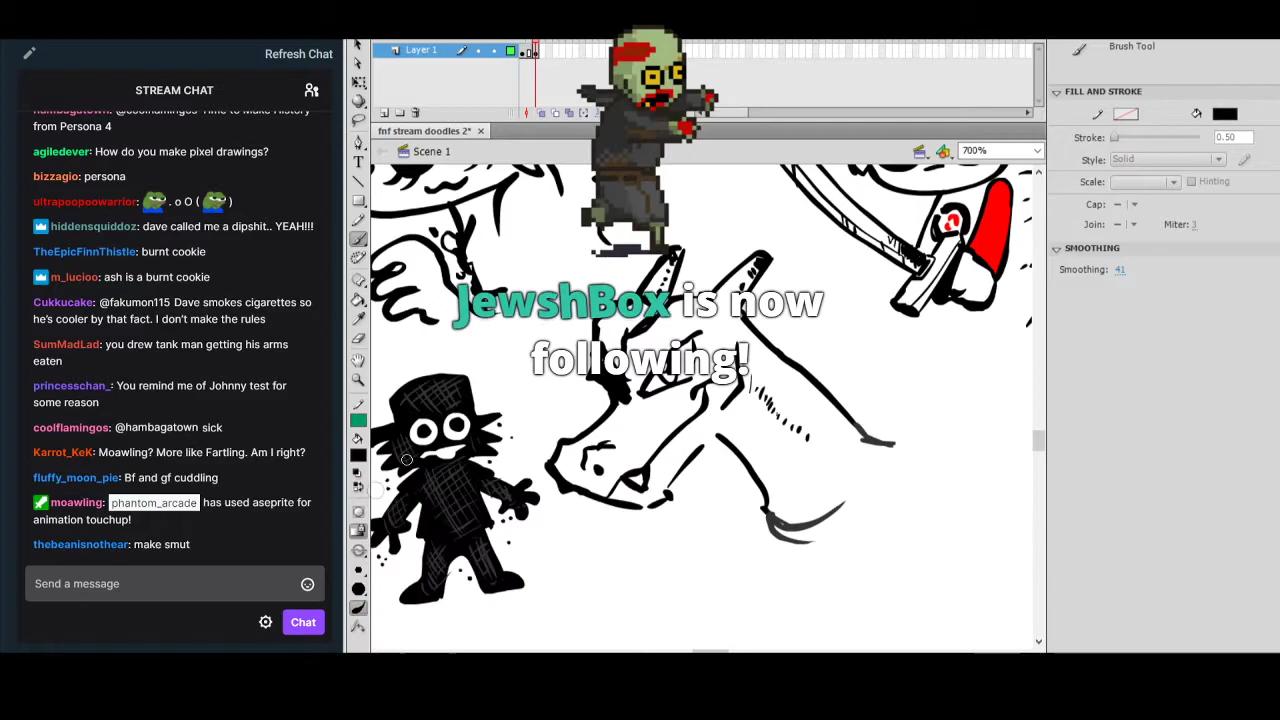 Refresh Chat
STREAM CHAT
from Persona 4
agiledever: How do you make pixel drawings?
bizzagio: persona
ultrapoopoowarrior: . o O ( )
hiddensquiddoz: dave called me a dipshit.. YEAH!!!
TheEpicFinnThistle: burnt cookie
m_lucioo: ash is a burnt cookie
Cukkucake: @fakumon115 Dave smokes cigarettes so
he's cooler by that fact. I don't make the rules
SumMadLad: you drew tank man getting his arms
eaten
princesschan_: You remind me of Johnny test for
some reason
coolflamingos: @hambagatown sick
Karrot_KeK: Moawling? More like Fartling. Am I right?
fluffy_moon_pie: Bf and gf cuddling
moawling: phantom_arcade has used aseprite for
animation touchup!
thebeanisnothear: make smut
Send a message
Chat
Layer 1
fnf stream doodles 2*
Scene 1
700%
JewshBox is now
following!
Brush Tool
FILL AND STROKE
Stroke: 0.50
Style: Solid
Scale: Hinting
Cap:
Join: Miter: 3
SMOOTHING
Smoothing: 41